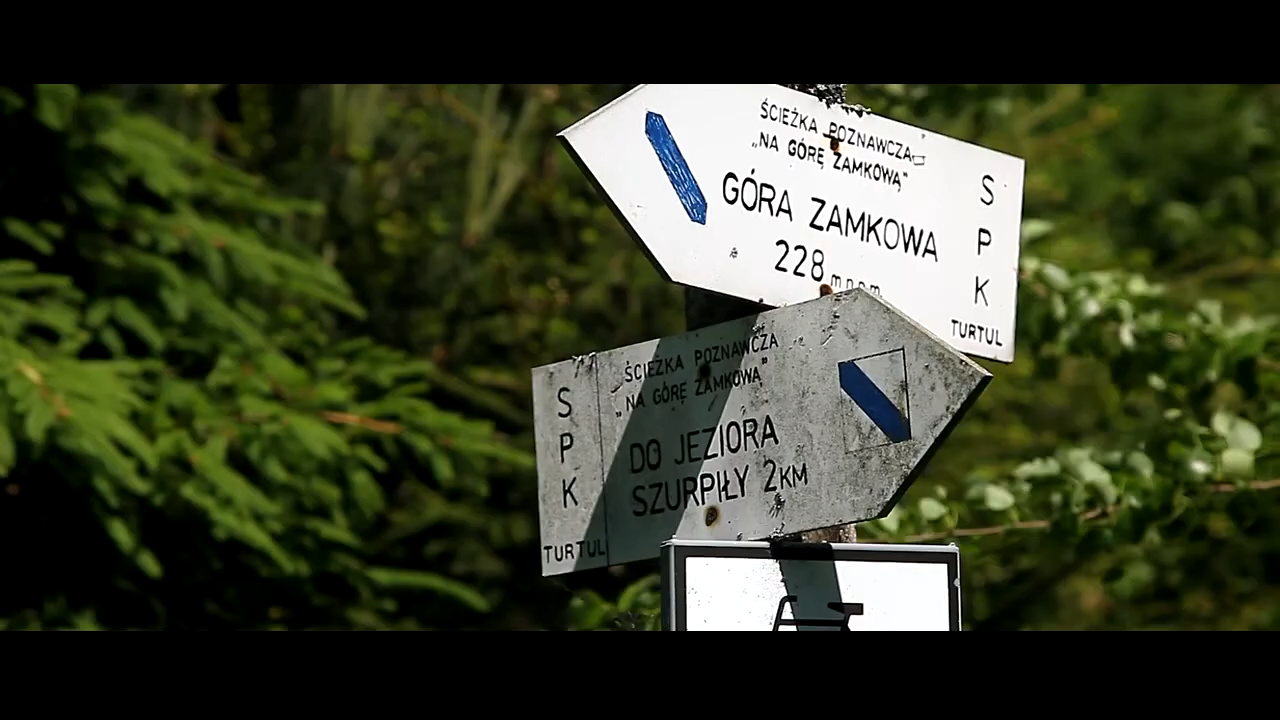 ŚCIEŻKA POZNAWCZA
„NA GÓRĘ ZAMKOWĄ"
GÓRA ZAMKOWA
228 m n.p.m.
S
P
K
TURTUL
ŚCIEŻKA POZNAWCZA
„NA GÓRĘ ZAMKOWĄ"
DO JEZIORA
SZURPIŁY 2KM
S
P
K
TURTUL